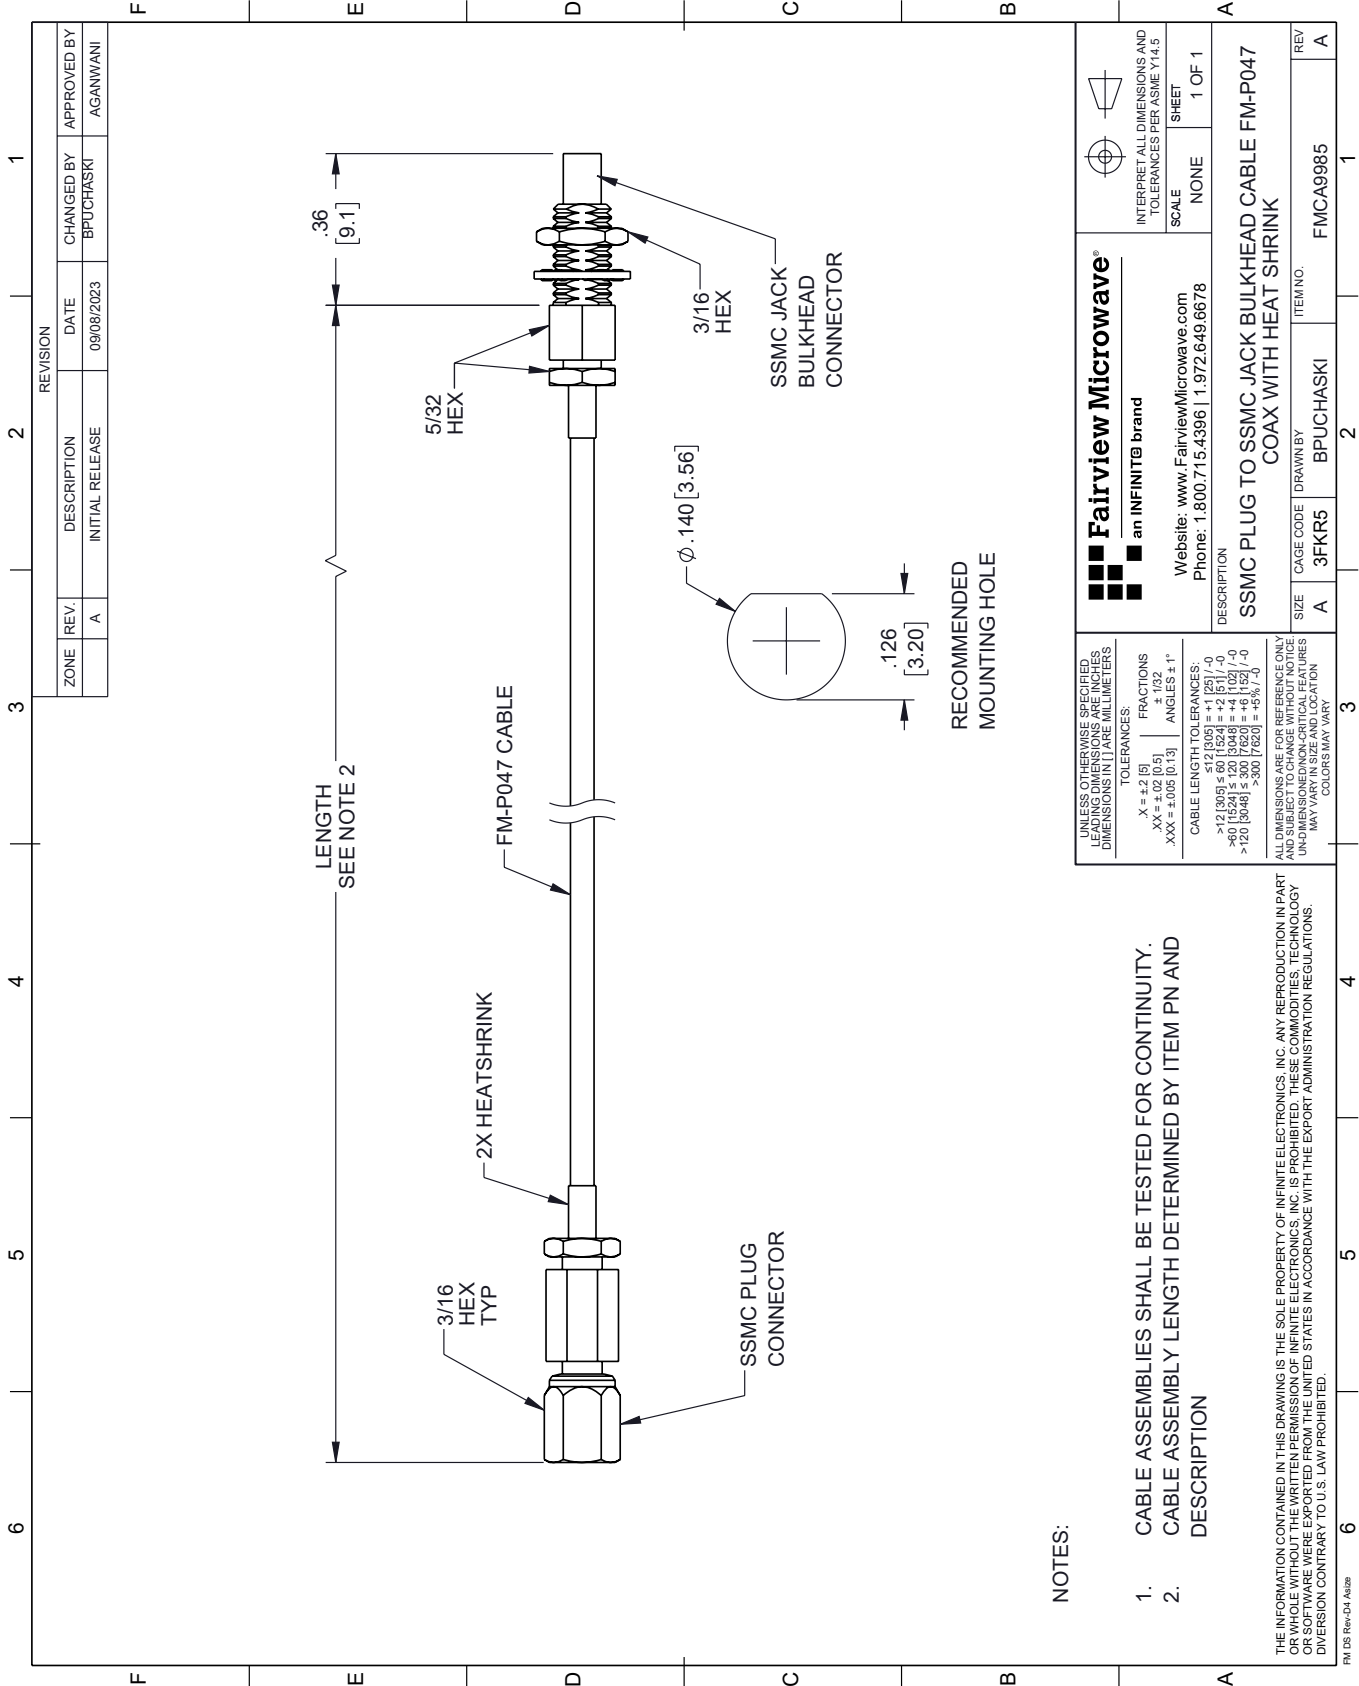 6
5
4
3
2
1
F
E
D
C
B
A
REVISION
ZONE
REV.
DESCRIPTION
DATE
CHANGED BY
APPROVED BY
A
INITIAL RELEASE
09/08/2023
BPUCHASKI
AGANWANI
LENGTH
SEE NOTE 2
.36
[9.1]
3/16
HEX
TYP
2X HEATSHRINK
FM-P047 CABLE
5/32
HEX
3/16
HEX
SSMC PLUG
CONNECTOR
SSMC JACK
BULKHEAD
CONNECTOR
Ø.140 [3.56]
.126
[3.20]
RECOMMENDED
MOUNTING HOLE
NOTES:
1. CABLE ASSEMBLIES SHALL BE TESTED FOR CONTINUITY.
2. CABLE ASSEMBLY LENGTH DETERMINED BY ITEM PN AND
DESCRIPTION
THE INFORMATION CONTAINED IN THIS DRAWING IS THE SOLE PROPERTY OF INFINITE ELECTRONICS, INC. ANY REPRODUCTION IN PART
OR WHOLE WITHOUT THE WRITTEN PERMISSION OF INFINITE ELECTRONICS, INC. IS PROHIBITED. THESE COMMODITIES, TECHNOLOGY
OR SOFTWARE WERE EXPORTED FROM THE UNITED STATES IN ACCORDANCE WITH THE EXPORT ADMINISTRATION REGULATIONS.
DIVERSION CONTRARY TO U.S. LAW PROHIBITED.
UNLESS OTHERWISE SPECIFIED
LEADING DIMENSIONS ARE INCHES
DIMENSIONS IN [ ] ARE MILLIMETERS
TOLERANCES:
.X = ±.2 [5]
.XX = ±.02 [0.5]
.XXX = ±.005 [0.13]
FRACTIONS
± 1/32
ANGLES ± 1°
CABLE LENGTH TOLERANCES:
≤12 [305] = +1 [25] / -0
>12 [305] ≤ 60 [1524] = +2 [51] / -0
>60 [1524] ≤ 120 [3048] = +4 [102] / -0
>120 [3048] ≤ 300 [7620] = +6 [152] / -0
>300 [7620] = +5% / -0
ALL DIMENSIONS ARE FOR REFERENCE ONLY
AND SUBJECT TO CHANGE WITHOUT NOTICE.
UN-DIMENSIONED/NON-CRITICAL FEATURES
MAY VARY IN SIZE AND LOCATION
COLORS MAY VARY
Fairview Microwave®
an INFINIT@ brand
Website: www.FairviewMicrowave.com
Phone: 1.800.715.4396 | 1.972.649.6678
INTERPRET ALL DIMENSIONS AND
TOLERANCES PER ASME Y14.5
SCALE
NONE
SHEET
1 OF 1
DESCRIPTION
SSMC PLUG TO SSMC JACK BULKHEAD CABLE FM-P047
COAX WITH HEAT SHRINK
SIZE
A
CAGE CODE
3FKR5
DRAWN BY
BPUCHASKI
ITEM NO.
FMCA9985
REV
A
F
E
D
C
B
A
6
5
4
3
2
1
FM DS Rev-D4 Asize